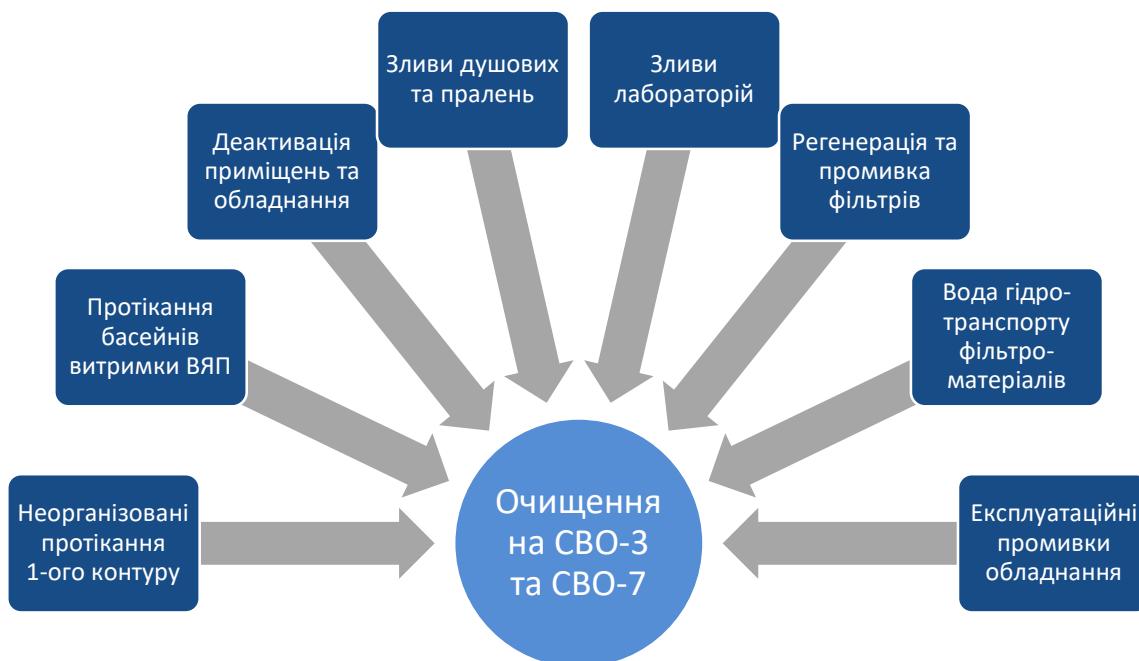 Зливи душових
та пралень
Зливи
лабораторій
Деактивація
приміщень та
обладнання
Регенерація та
промивка
фільтрів
Протікання
басейнів
витримки ВЯП
Вода гідро-
транспорту
фільтро-
матеріалів
Неорганізовані
протікання
1-ого контуру
Очищення
на СВО-3
та СВО-7
Експлуатаційні
промивки
обладнання